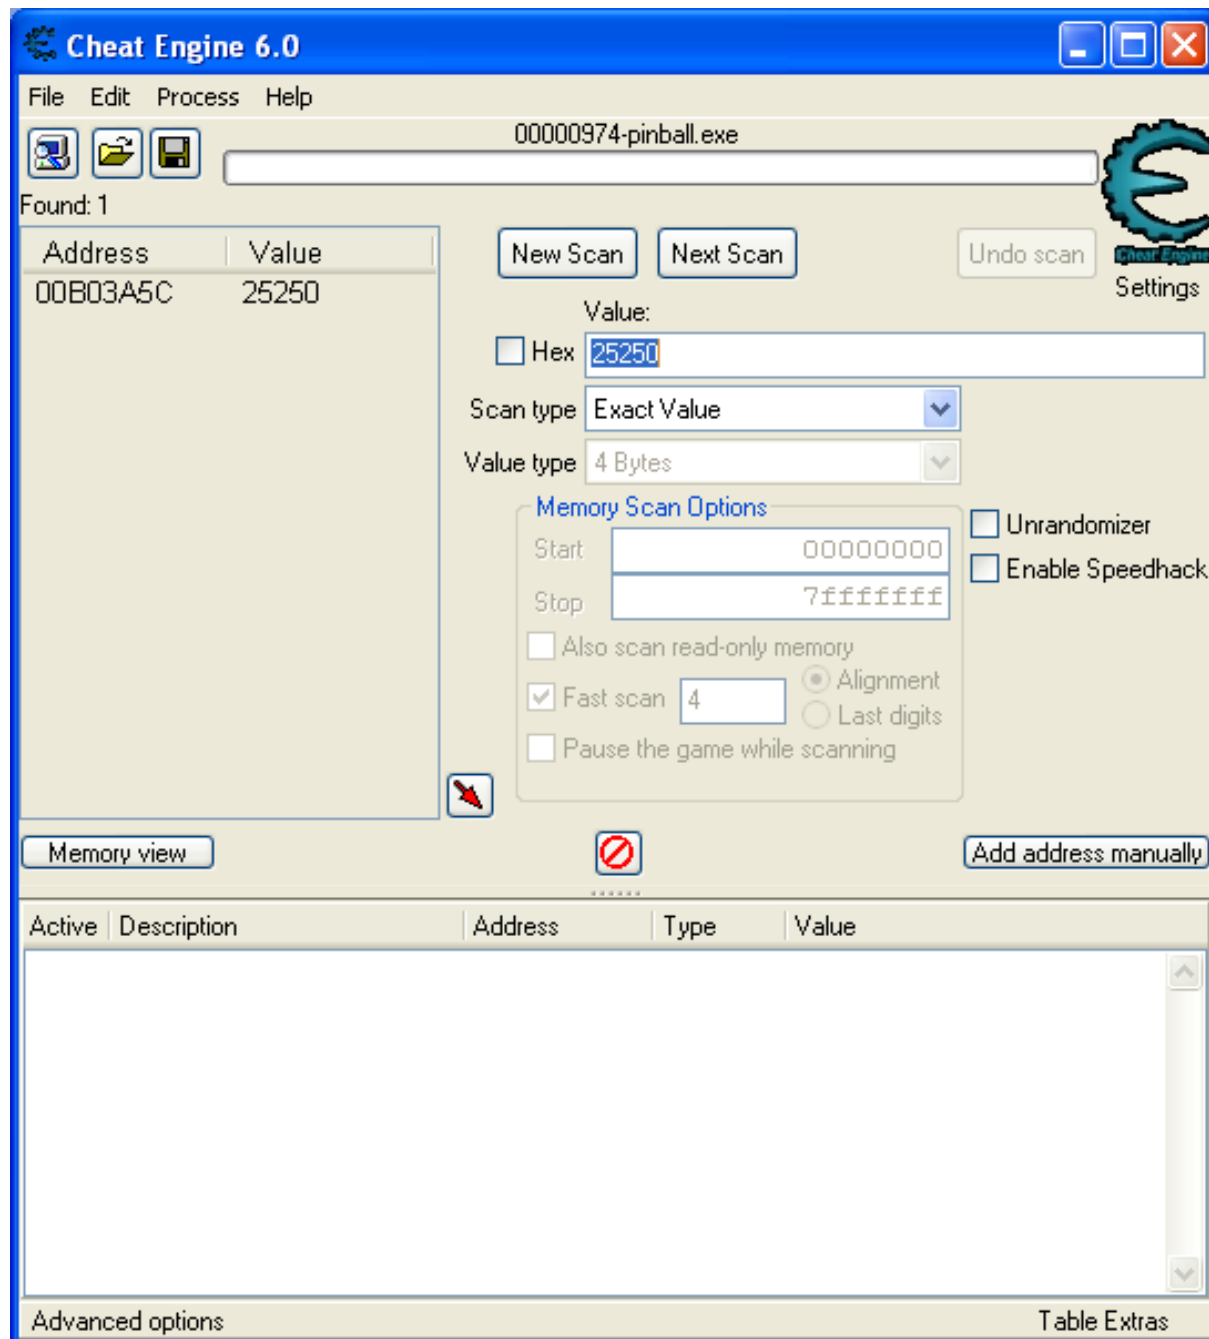 Cheat Engine 6.0
File Edit Process Help
00000974-pinball.exe
Found: 1
Address Value
00B03A5C 25250
New Scan Next Scan Undo scan
Cheat Engine
Settings
Value:
Hex 25250
Scan type Exact Value
Value type 4 Bytes
Memory Scan Options
Start 00000000
Stop 7fffffff
Unrandomizer
Enable Speedhack
Also scan read-only memory
Fast scan 4 Alignment
Last digits
Pause the game while scanning
Memory view Add address manually
Active Description Address Type Value
Advanced options Table Extras